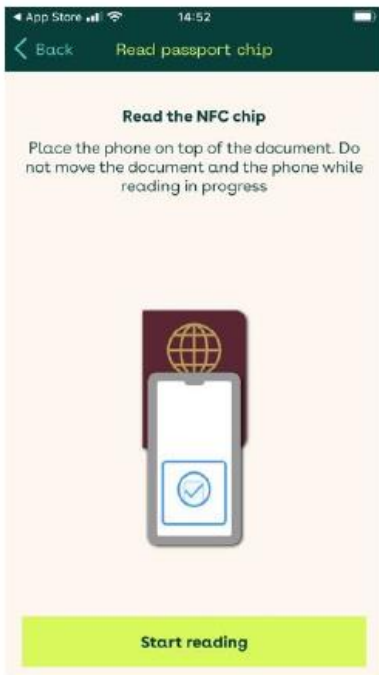 App Store 14:52
Back Read passport chip
Read the NFC chip
Place the phone on top of the document. Do
not move the document and the phone while
reading in progress
Start reading